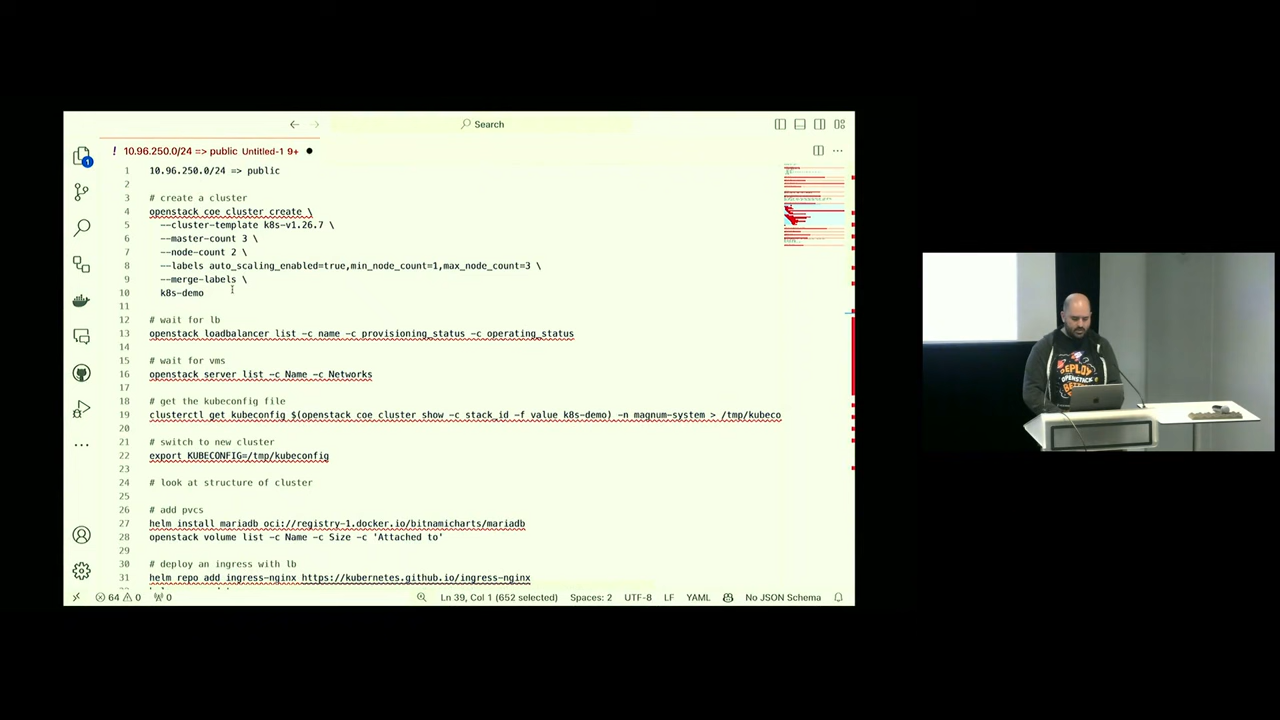 Search
! 10.96.250.0/24 => public Untitled-1 9+ ●
1 10.96.250.0/24 => public
2
3 # create a cluster
4 openstack coe cluster create \
5 --cluster-template k8s-v1.26.7 \
6 --master-count 3 \
7 --node-count 2 \
8 --labels auto_scaling_enabled=true,min_node_count=1,max_node_count=3 \
9 --merge-labels \
10 k8s-demo
11
12 # wait for lb
13 openstack loadbalancer list -c name -c provisioning_status -c operating_status
14
15 # wait for vms
16 openstack server list -c Name -c Networks
17
18 # get the kubeconfig file
19 clusterctl get kubeconfig $(openstack coe cluster show -c stack_id -f value k8s-demo) -n magnum-system > /tmp/kubeco
20
21 # switch to new cluster
22 export KUBECONFIG=/tmp/kubeconfig
23
24 # look at structure of cluster
25
26 # add pvcs
27 helm install mariadb oci://registry-1.docker.io/bitnamicharts/mariadb
28 openstack volume list -c Name -c Size -c 'Attached to'
29
30 # deploy an ingress with lb
31 helm repo add ingress-nginx https://kubernetes.github.io/ingress-nginx
1
64 0 0 Ln 39, Col 1 (652 selected) Spaces: 2 UTF-8 LF YAML No JSON Schema
DEPLOY
OPENSTACK